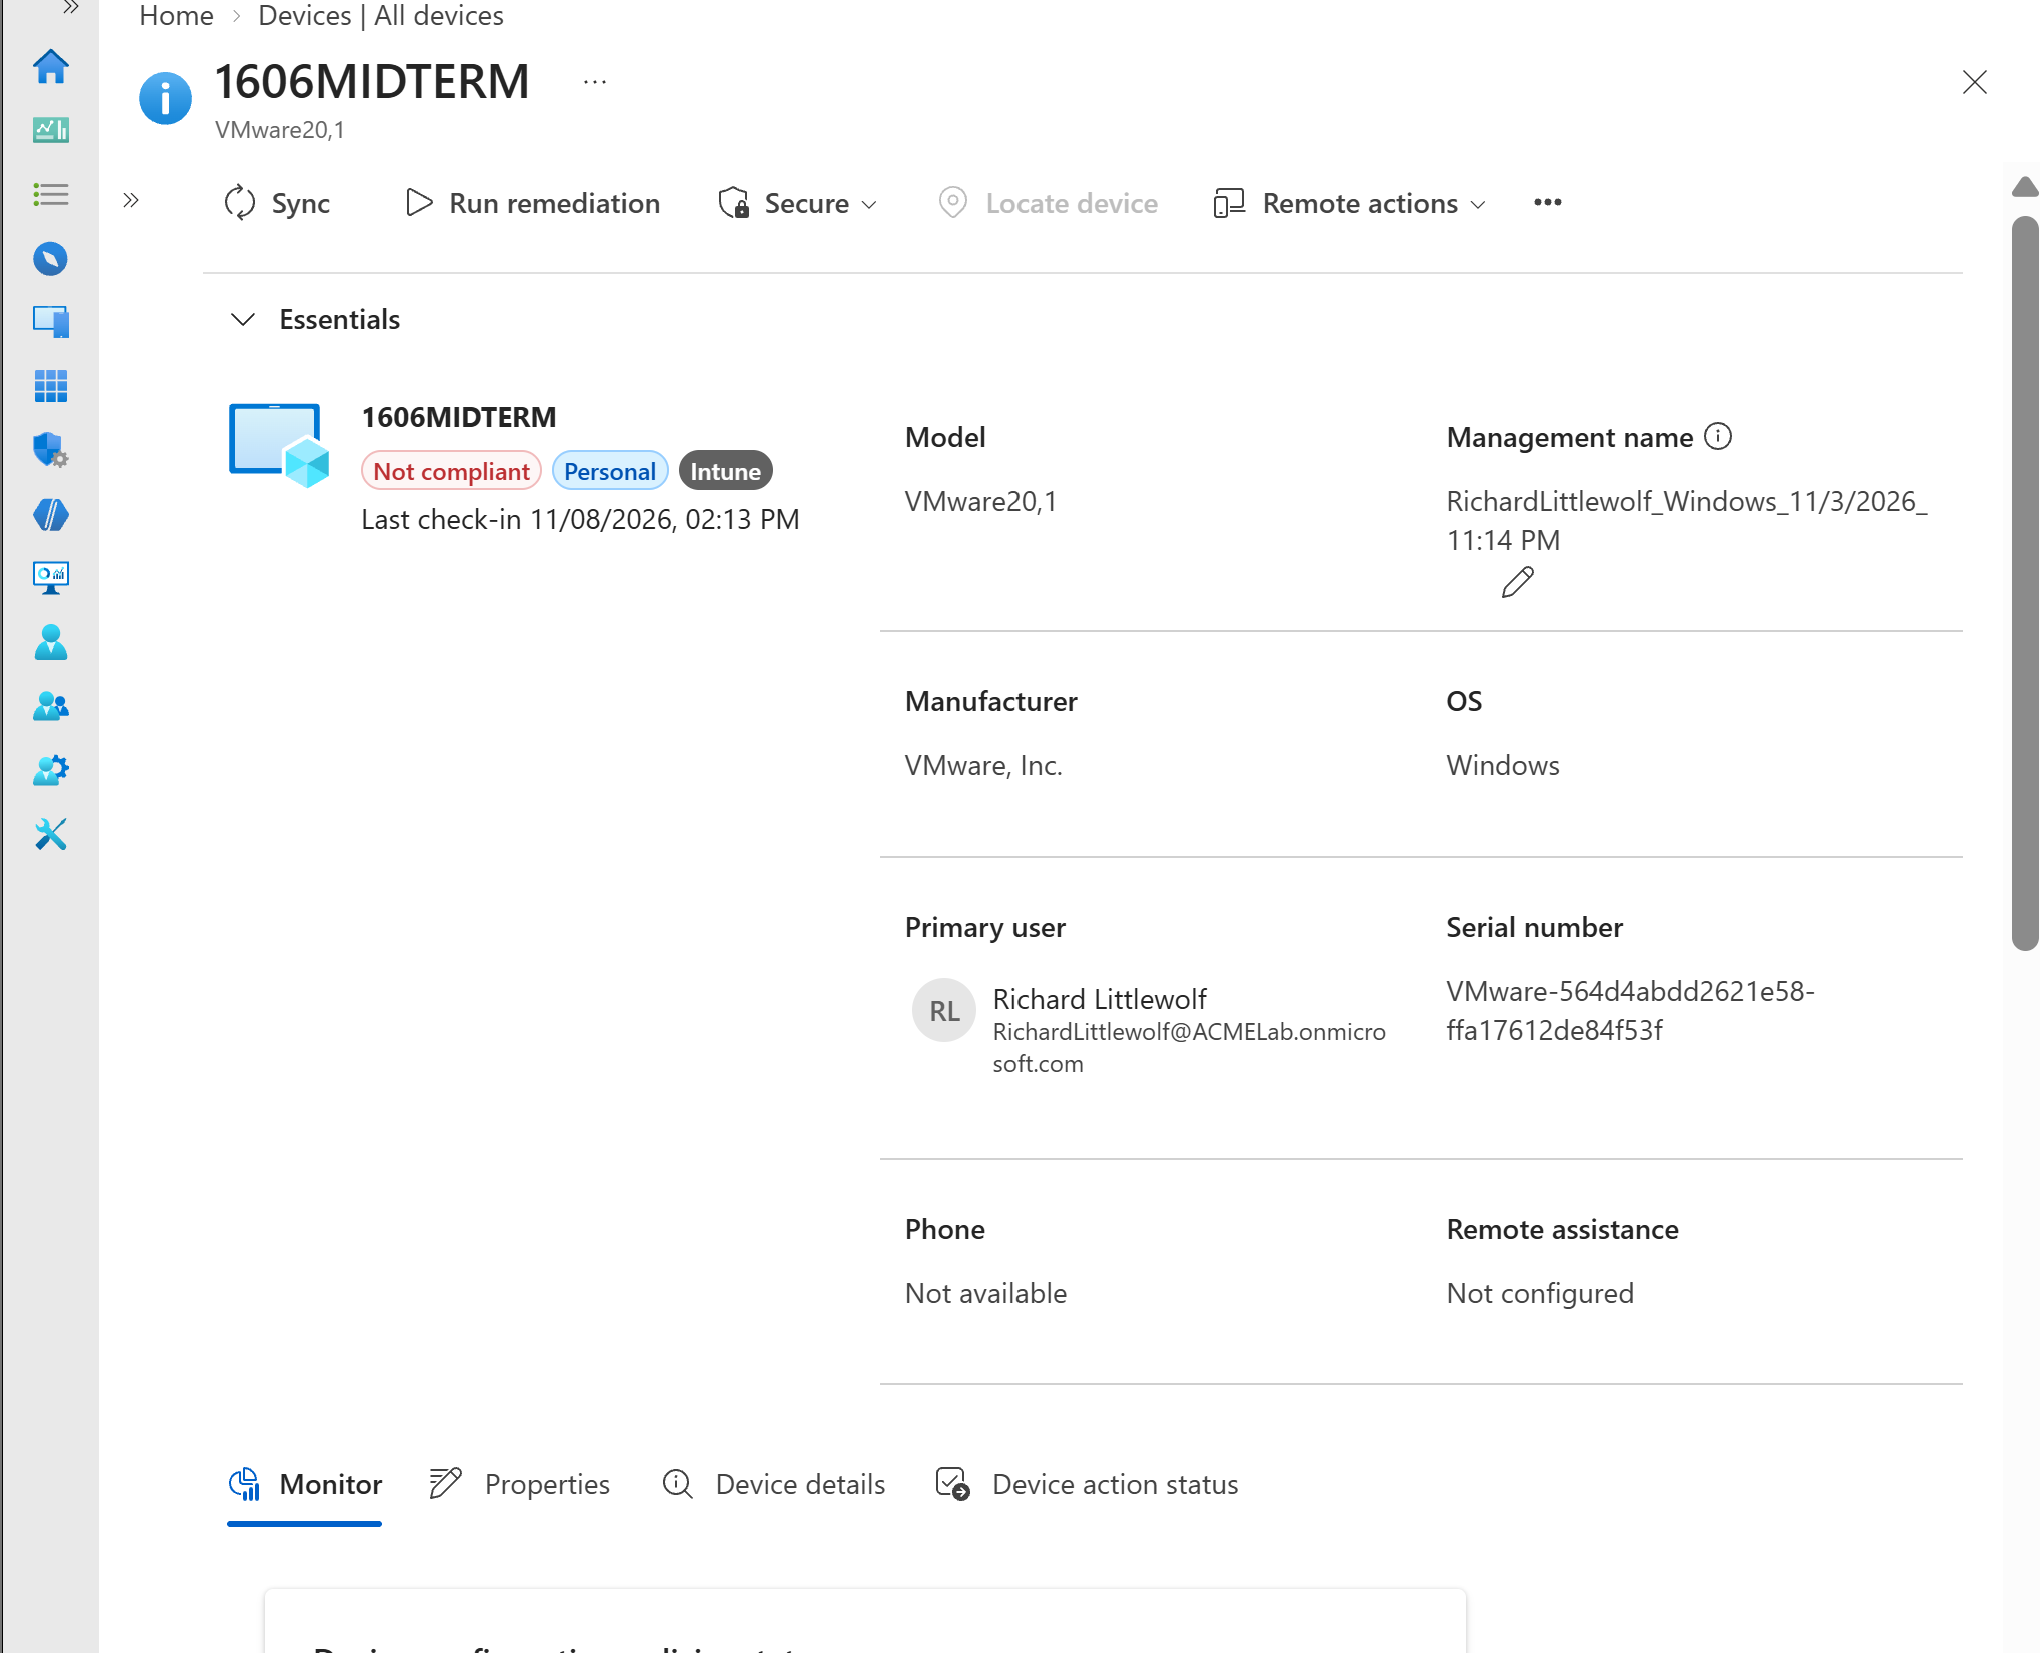 Home > Devices | All devices
1606MIDTERM ...
VMware20,1
Sync Run remediation Secure Locate device Remote actions
Essentials
1606MIDTERM
Not compliant Personal Intune
Last check-in 11/08/2026, 02:13 PM
Model
VMware20,1
Management name
RichardLittlewolf_Windows_11/3/2026_
11:14 PM
Manufacturer
VMware, Inc.
OS
Windows
Primary user
RL
Richard Littlewolf
RichardLittlewolf@ACMELab.onmicro
soft.com
Serial number
VMware-564d4abdd2621e58-
ffa17612de84f53f
Phone
Not available
Remote assistance
Not configured
Monitor Properties Device details Device action status